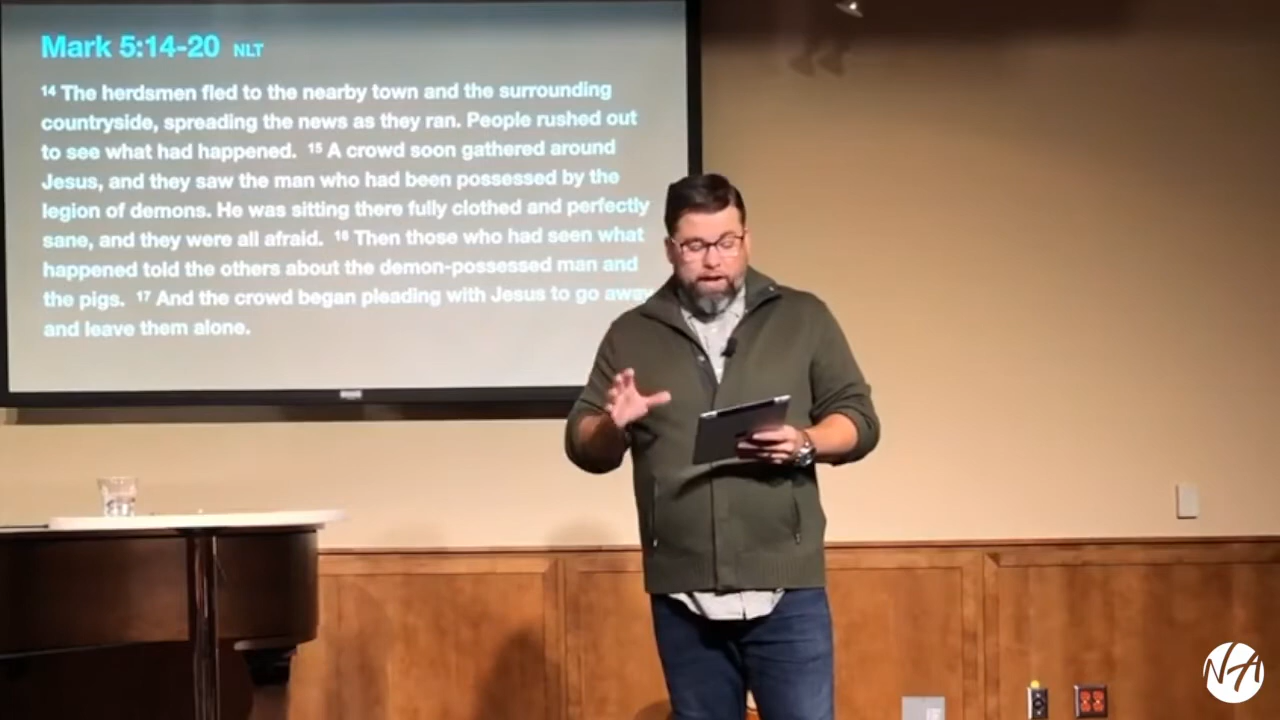 Mark 5:14-20 NLT
14 The herdsmen fled to the nearby town and the surrounding
countryside, spreading the news as they ran. People rushed out
to see what had happened. 15 A crowd soon gathered around
Jesus, and they saw the man who had been possessed by the
legion of demons. He was sitting there fully clothed and perfectly
sane, and they were all afraid. 16 Then those who had seen what
happened told the others about the demon-possessed man and
the pigs. 17 And the crowd began pleading with Jesus to go away
and leave them alone.
NA